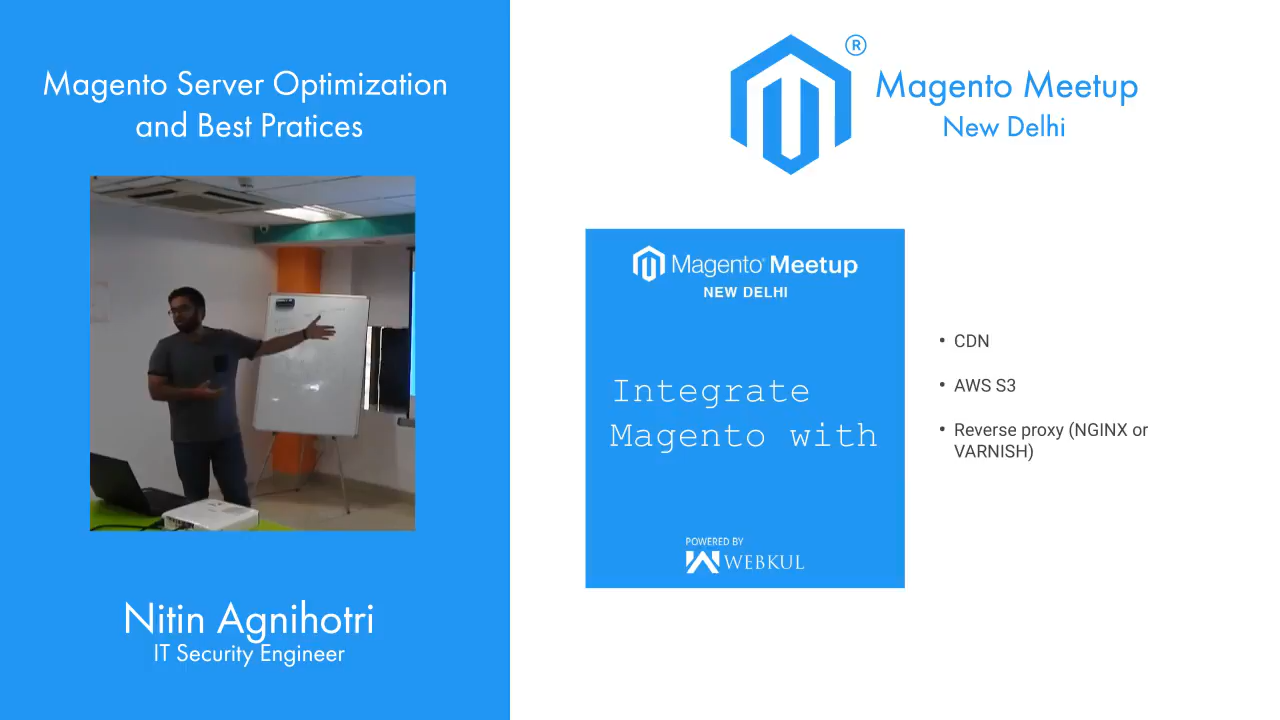 Magento Server Optimization
and Best Pratices
Nitin Agnihotri
IT Security Engineer
®
Magento Meetup
New Delhi
Magento® Meetup
NEW DELHI
Integrate
Magento with
POWERED BY
WEBKUL
• CDN
• AWS S3
• Reverse proxy (NGINX or
VARNISH)